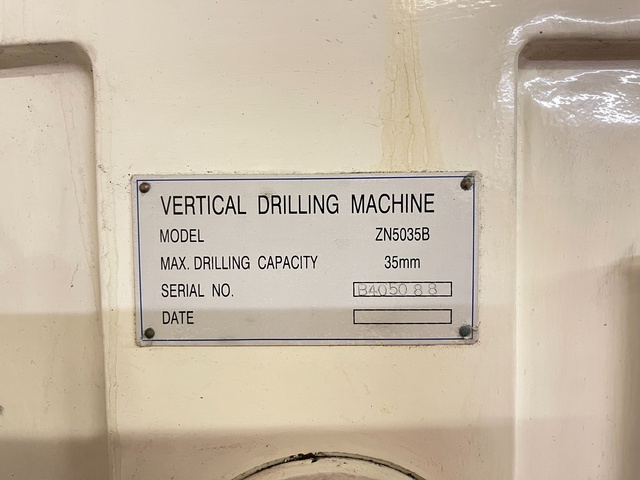 VERTICAL DRILLING MACHINE
MODEL ZN5035B
MAX. DRILLING CAPACITY 35mm
SERIAL NO. B405088
DATE